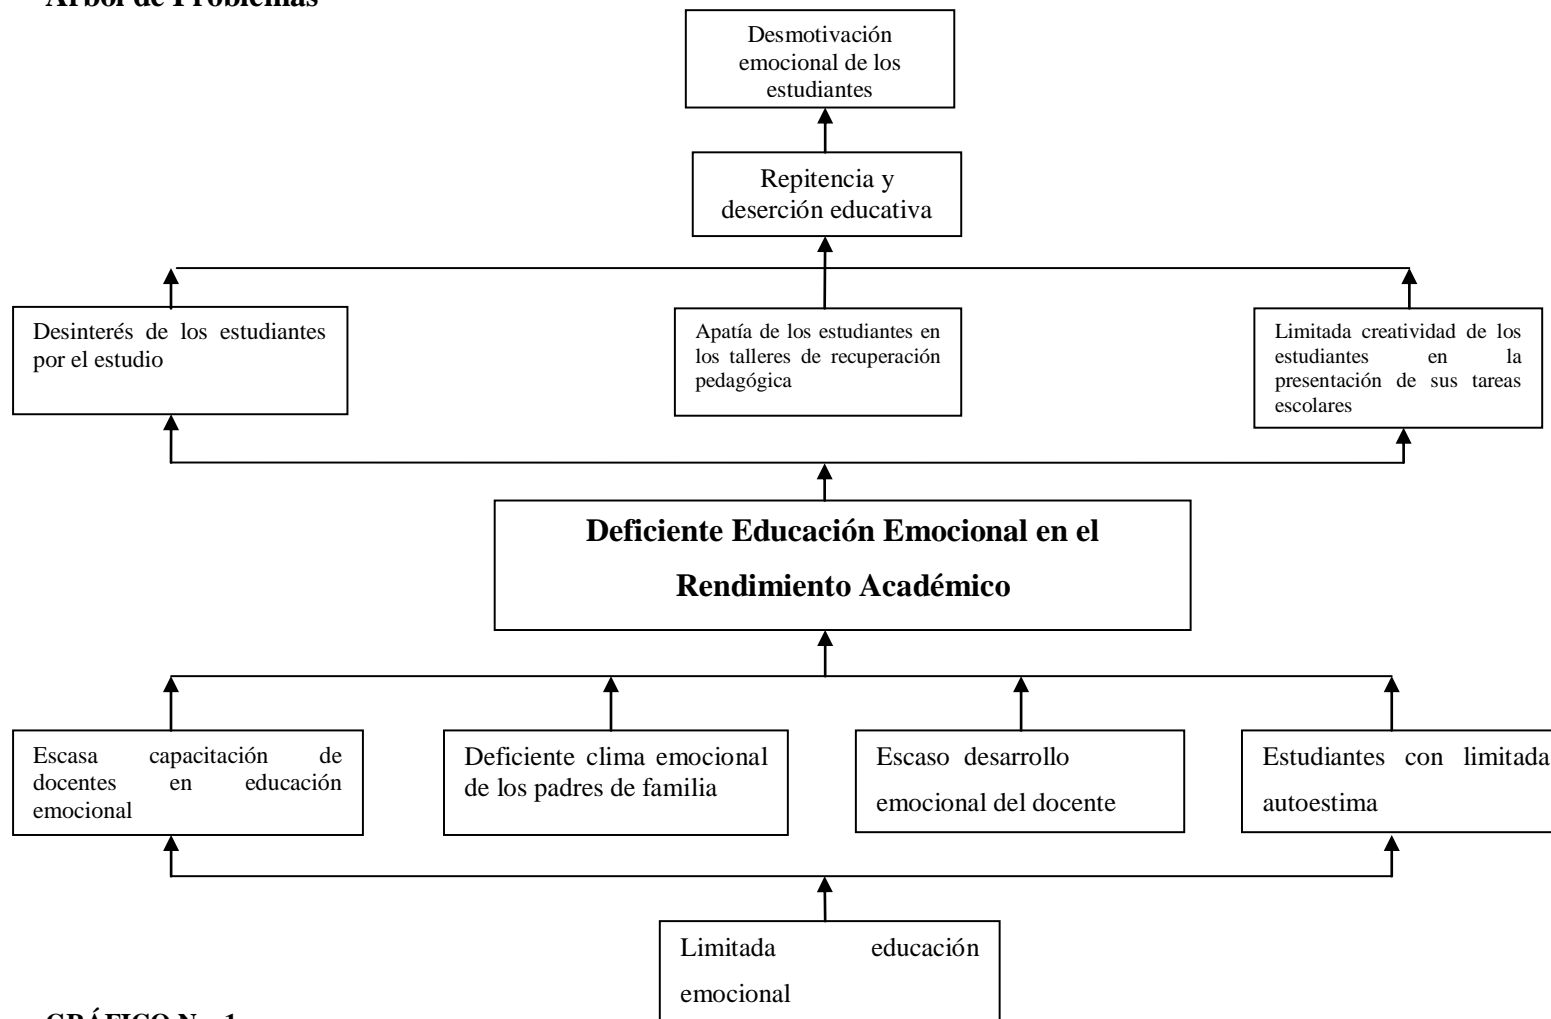 Árbol de Problemas
Desmotivación
emocional de los
estudiantes
Repitencia y
deserción educativa
Desinterés de los estudiantes
por el estudio
Apatía de los estudiantes en
los talleres de recuperación
pedagógica
Limitada creatividad de los
estudiantes en la
presentación de sus tareas
escolares
Deficiente Educación Emocional en el
Rendimiento Académico
Escasa capacitación de
docentes en educación
emocional
Deficiente clima emocional
de los padres de familia
Escaso desarrollo
emocional del docente
Estudiantes con limitada
autoestima
Limitada educación
emocional
GRÁFICO No. 1